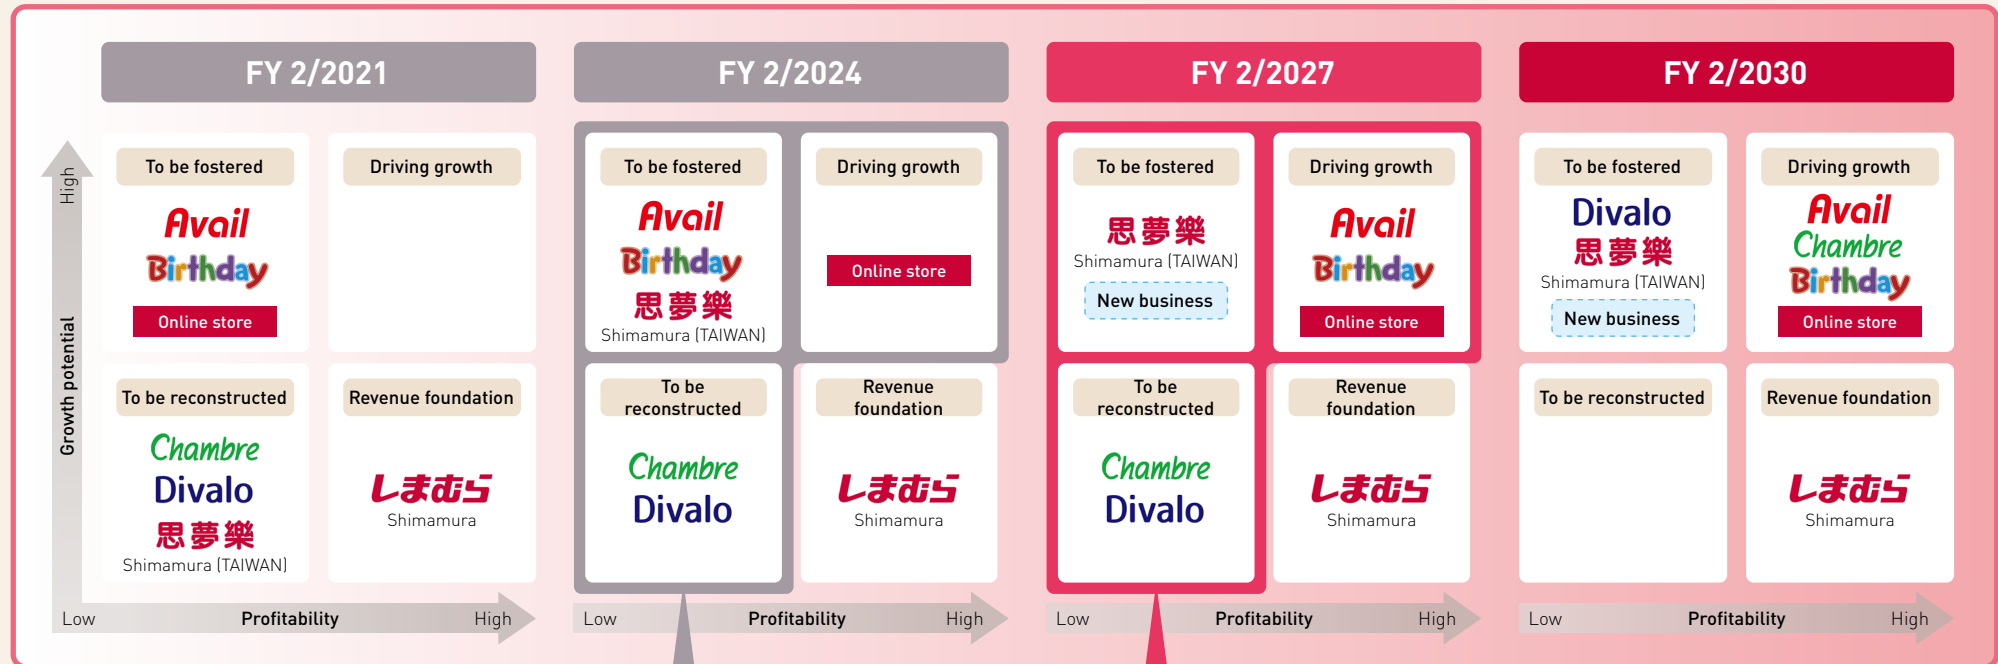 FY 2/2021
FY 2/2024
FY 2/2027
FY 2/2030
High
Growth potential
To be fostered
Avail
Birthday
Online store
Driving growth
To be reconstructed
Chambre
Divalo
思夢樂
Shimamura (TAIWAN)
Revenue foundation
しまむら
Shimamura
Low
Profitability
High
To be fostered
Avail
Birthday
思夢樂
Shimamura (TAIWAN)
Driving growth
Online store
To be
reconstructed
Chambre
Divalo
Revenue
foundation
しまむら
Shimamura
Low
Profitability
High
To be fostered
思夢樂
Shimamura (TAIWAN)
New business
Driving growth
Avail
Birthday
Online store
To be
reconstructed
Chambre
Divalo
Revenue
foundation
しまむら
Shimamura
Low
Profitability
High
To be fostered
Divalo
思夢樂
Shimamura (TAIWAN)
New business
Driving growth
Avail
Chambre
Birthday
Online store
To be reconstructed
Revenue foundation
しまむら
Shimamura
Low
Profitability
High